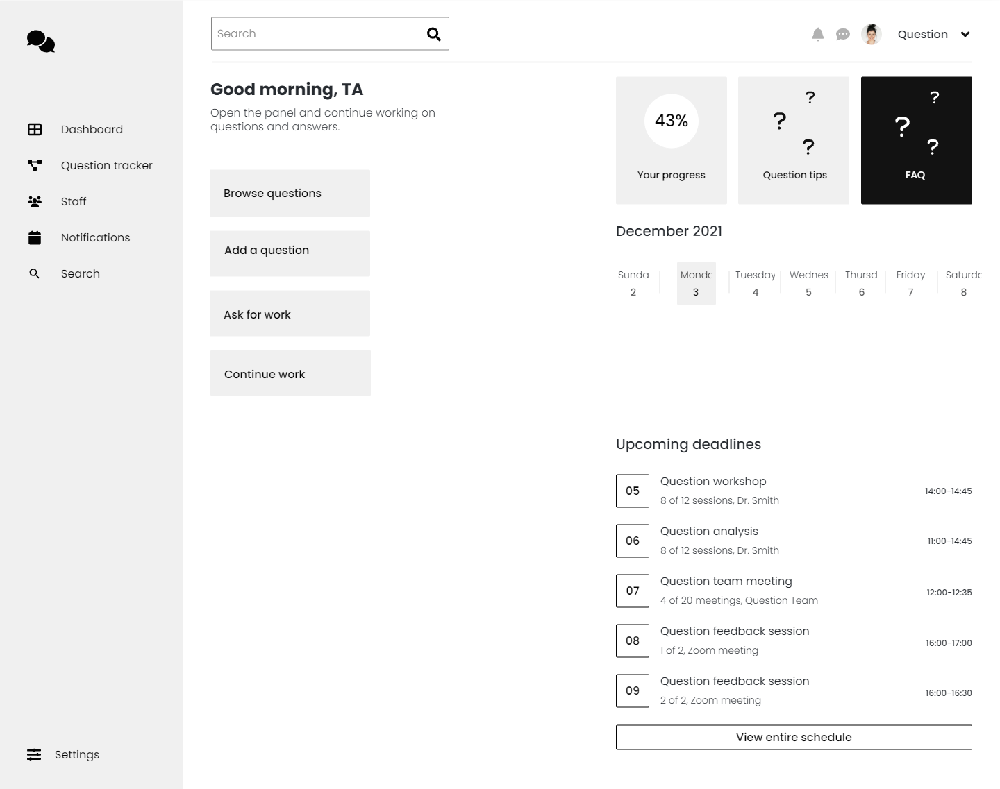 Search
Question
Dashboard
Question tracker
Staff
Notifications
Search
Settings
Good morning, TA
Open the panel and continue working on
questions and answers.
Browse questions
Add a question
Ask for work
Continue work
43%
Your progress
? ? ?
Question tips
? ? ?
FAQ
December 2021
Sunda Mondc Tuesday Wednes Thursd Friday Saturdc
2 3 4 5 6 7 8
Upcoming deadlines
05 Question workshop 14:00-14:45
8 of 12 sessions, Dr. Smith
06 Question analysis 11:00-14:45
8 of 12 sessions, Dr. Smith
07 Question team meeting 12:00-12:35
4 of 20 meetings, Question Team
08 Question feedback session 16:00-17:00
1 of 2, Zoom meeting
09 Question feedback session 16:00-16:30
2 of 2, Zoom meeting
View entire schedule